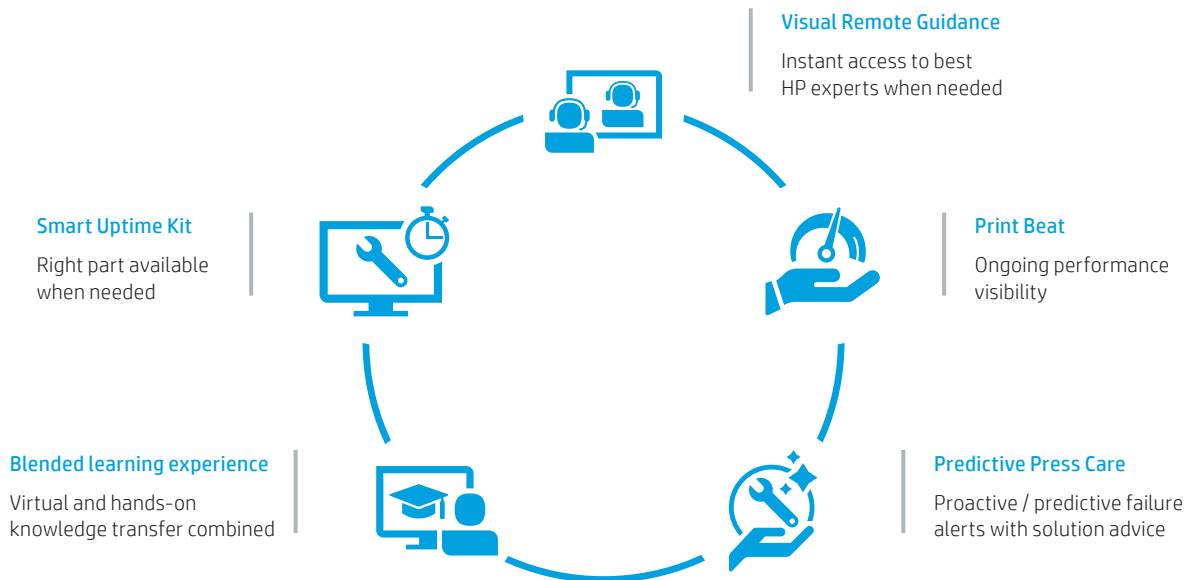 Visual Remote Guidance
Instant access to best
HP experts when needed
Smart Uptime Kit
Right part available
when needed
Print Beat
Ongoing performance
visibility
Blended learning experience
Virtual and hands-on
knowledge transfer combined
Predictive Press Care
Proactive / predictive failure
alerts with solution advice